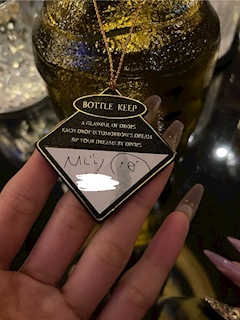 BOTTLE KEEP
A GLASSFUL OF DROPS
EACH DROP IS TOMORROW'S DREAM
SIP YOUR DREAMS BY DROPS.